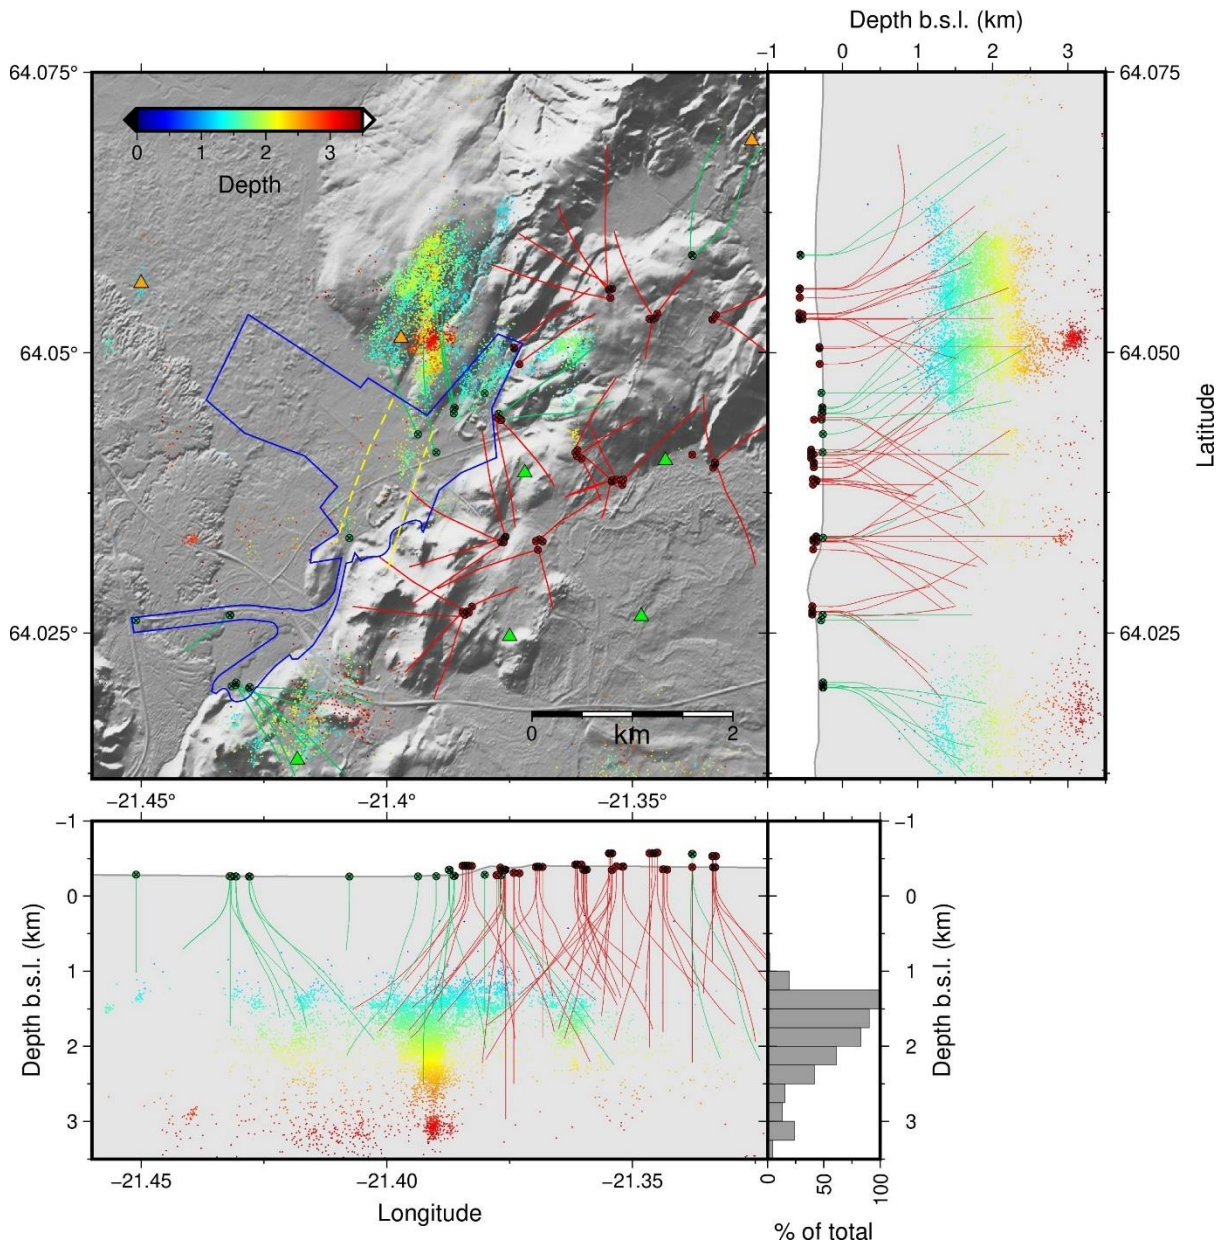 Depth b.s.l. (km)
−1 0 1 2 3
64.075° 64.075
0 1 2 3
Depth
64.05° 0.050
Latitude
64.025° 64.025
0 km 2
−21.45° −21.4° −21.35°
−1 −1
0 0
1 1
2 2
3 3
Depth b.s.l. (km) Depth b.s.l. (km)
−21.45 −21.40 −21.35 0 50 100
Longitude
% of total